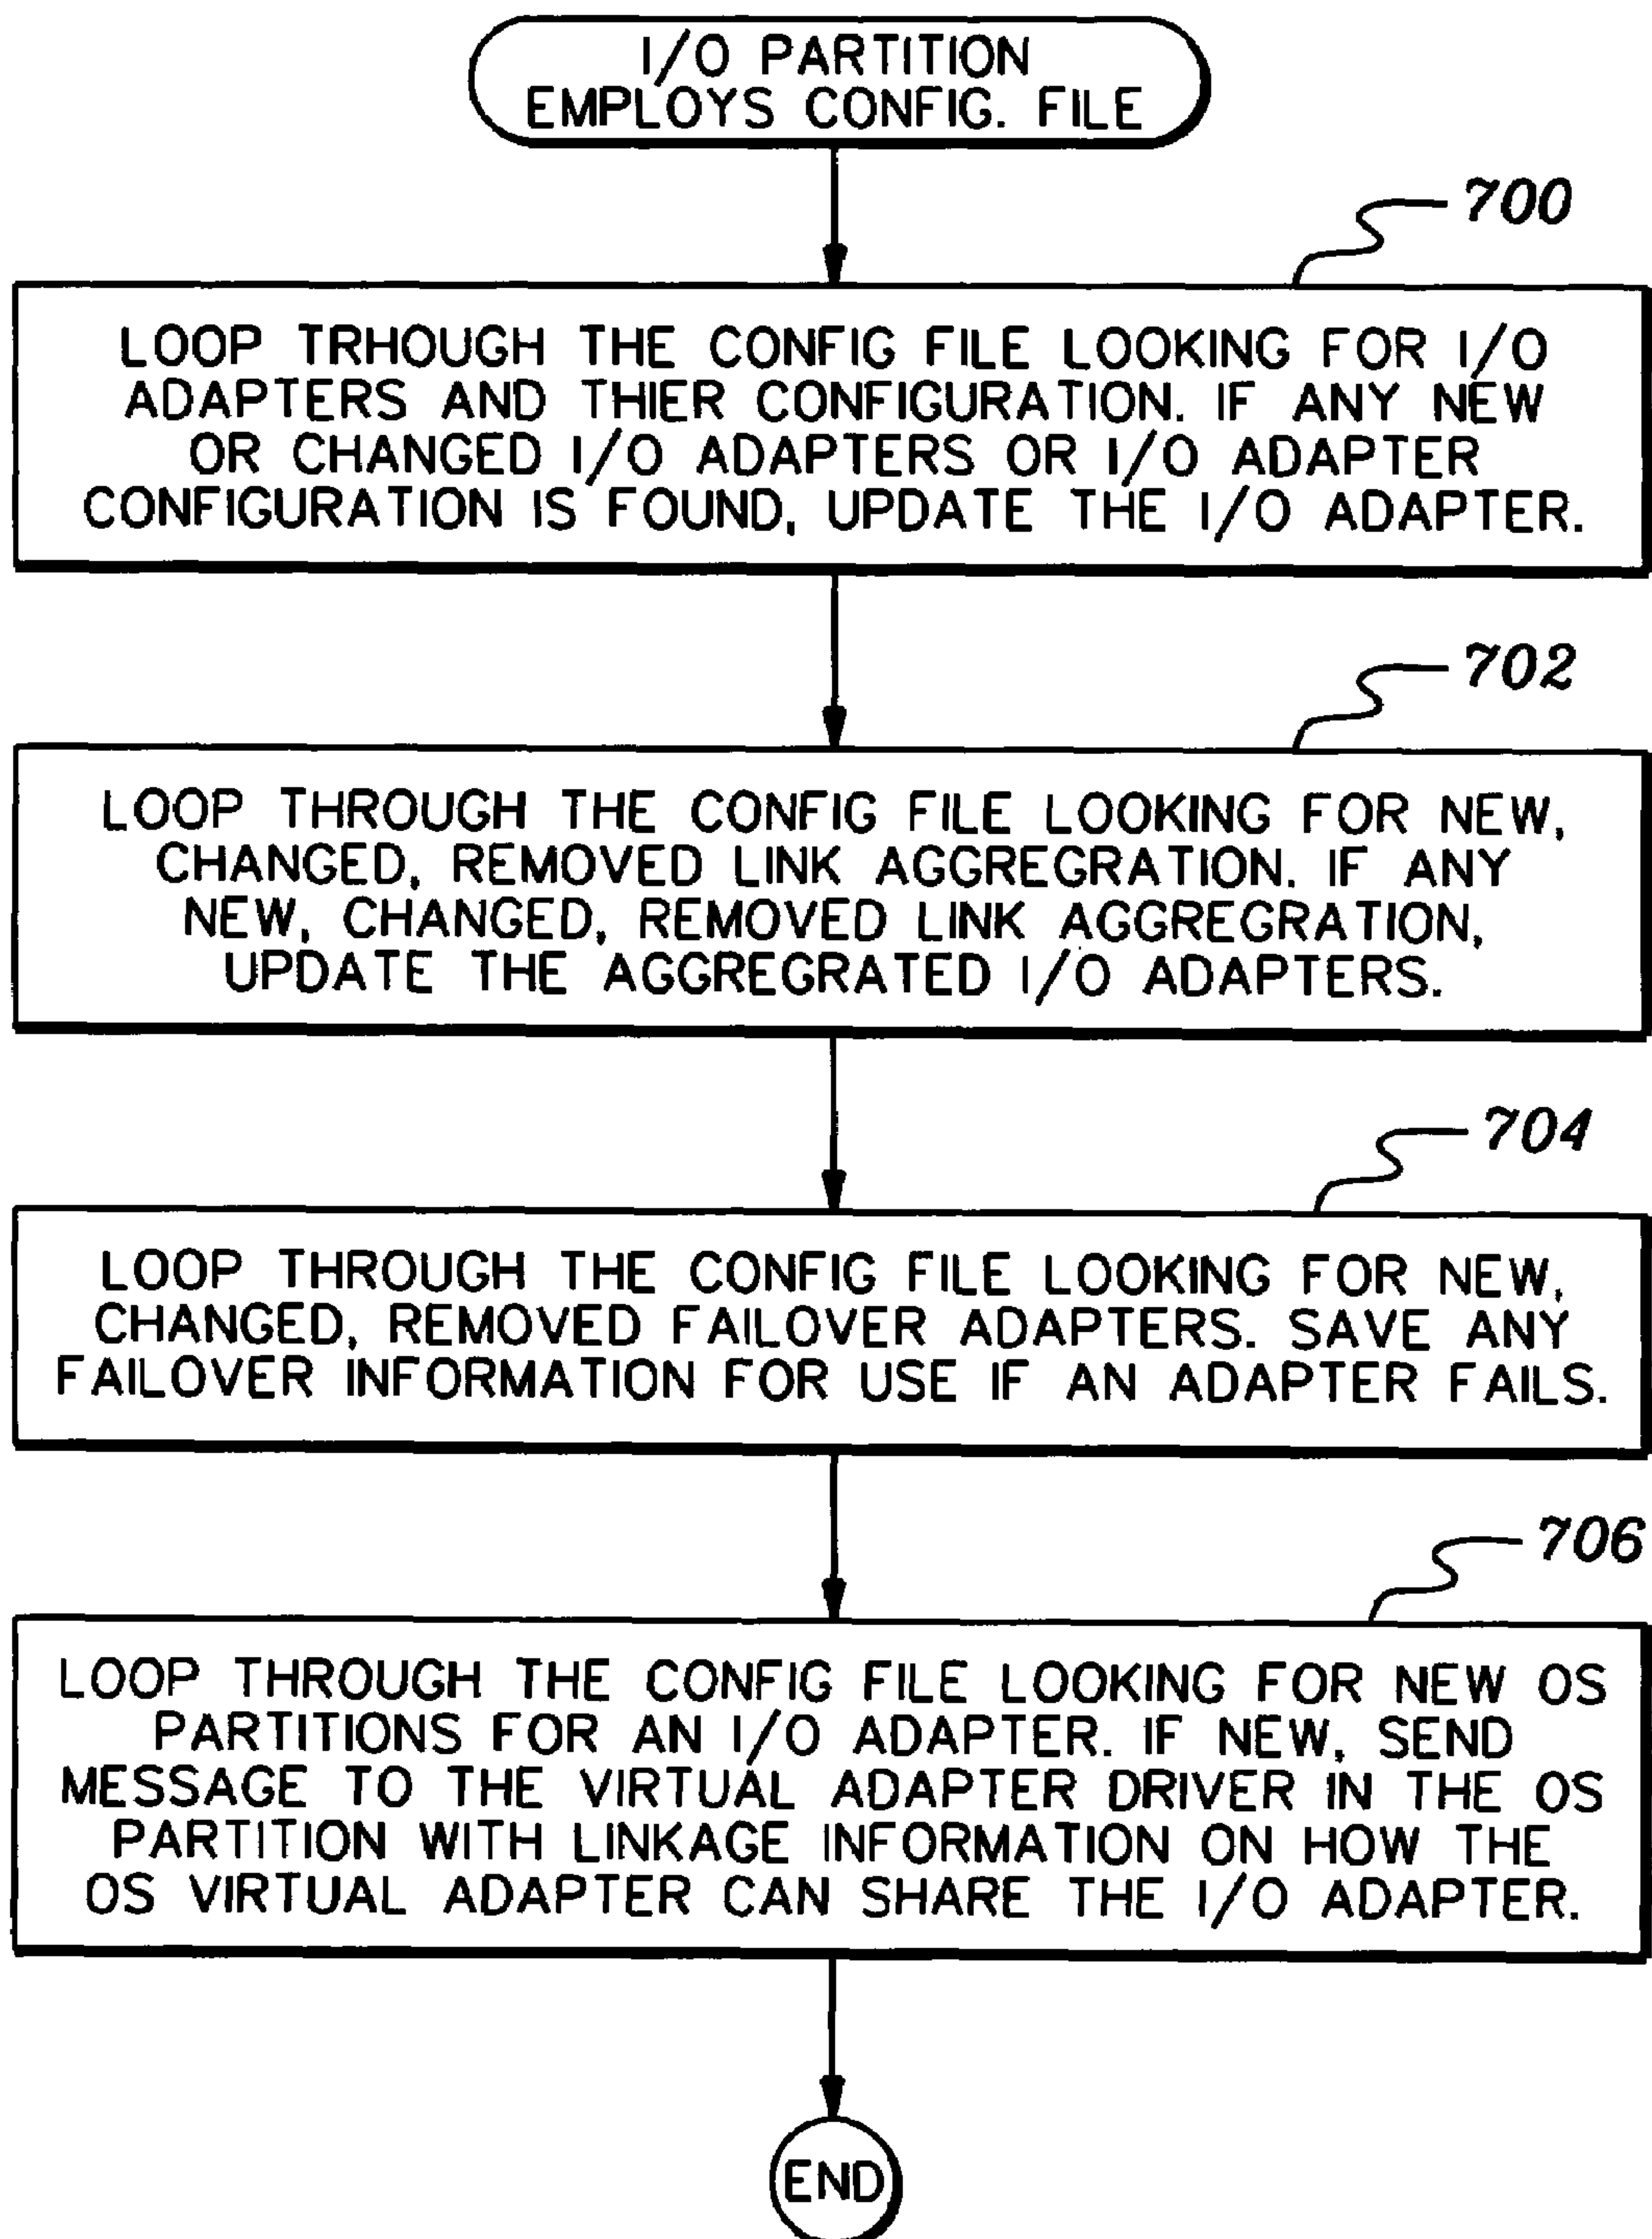 I/O PARTITION
EMPLOYS CONFIG. FILE
700
LOOP TRHOUGH THE CONFIG FILE LOOKING FOR I/O
ADAPTERS AND THIER CONFIGURATION. IF ANY NEW
OR CHANGED I/O ADAPTERS OR I/O ADAPTER
CONFIGURATION IS FOUND, UPDATE THE I/O ADAPTER.
702
LOOP THROUGH THE CONFIG FILE LOOKING FOR NEW,
CHANGED, REMOVED LINK AGGREGRATION. IF ANY
NEW, CHANGED, REMOVED LINK AGGREGRATION,
UPDATE THE AGGREGRATED I/O ADAPTERS.
704
LOOP THROUGH THE CONFIG FILE LOOKING FOR NEW,
CHANGED, REMOVED FAILOVER ADAPTERS. SAVE ANY
FAILOVER INFORMATION FOR USE IF AN ADAPTER FAILS.
706
LOOP THROUGH THE CONFIG FILE LOOKING FOR NEW OS
PARTITIONS FOR AN I/O ADAPTER. IF NEW, SEND
MESSAGE TO THE VIRTUAL ADAPTER DRIVER IN THE OS
PARTITION WITH LINKAGE INFORMATION ON HOW THE
OS VIRTUAL ADAPTER CAN SHARE THE I/O ADAPTER.
END